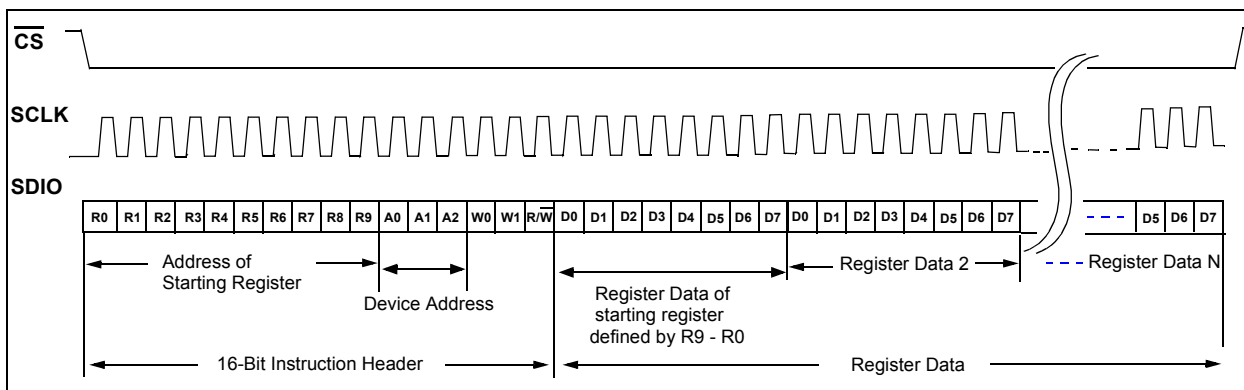 CS
SCLK
SDIO
R0 R1 R2 R3 R4 R5 R6 R7 R8 R9 A0 A1 A2 W0 W1 R/W D0 D1 D2 D3 D4 D5 D6 D7 D0 D1 D2 D3 D4 D5 D6 D7 D5 D6 D7
Address of
Starting Register
Device Address
Register Data of
starting register
defined by R9 - R0
Register Data 2
Register Data N
16-Bit Instruction Header
Register Data